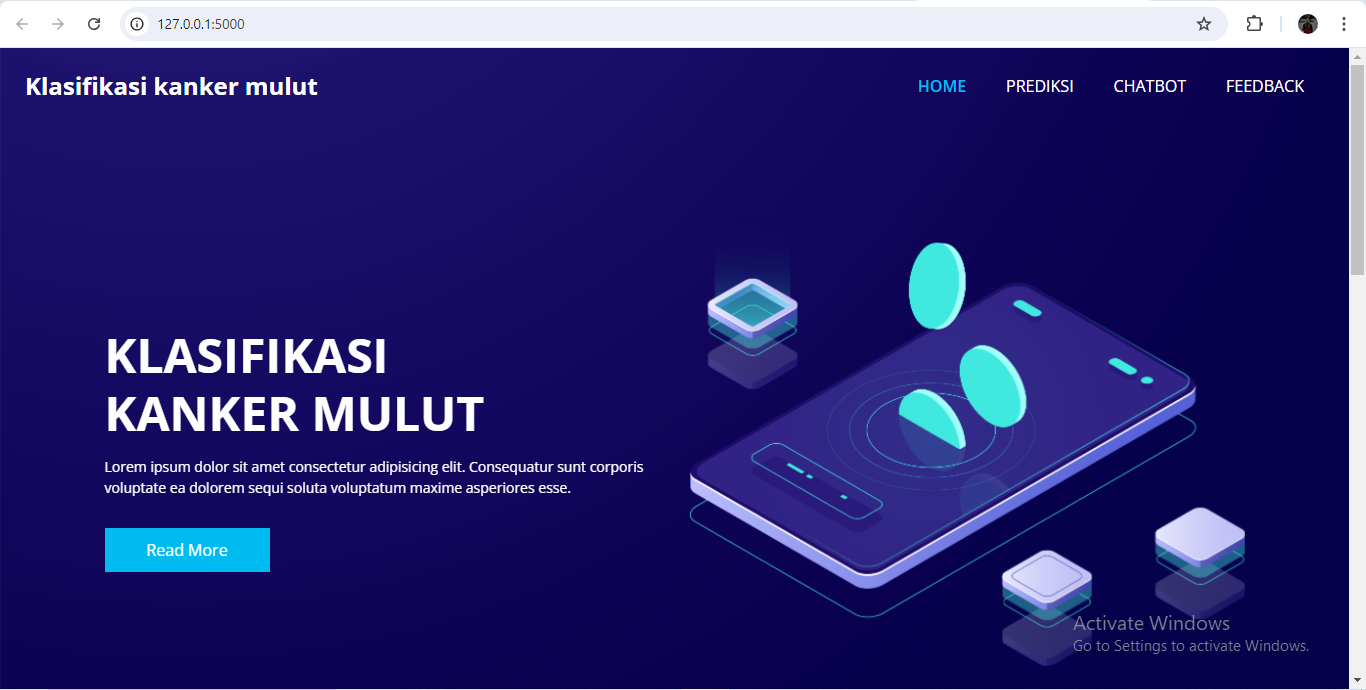 127.0.0.1:5000
Klasifikasi kanker mulut
HOME
PREDIKSI
CHATBOT
FEEDBACK
KLASIFIKASI
KANKER MULUT
Lorem ipsum dolor sit amet consectetur adipisicing elit. Consequatur sunt corporis
voluptate ea dolorem sequi soluta voluptatum maxime asperiores esse.
Read More
Activate Windows
Go to Settings to activate Windows.